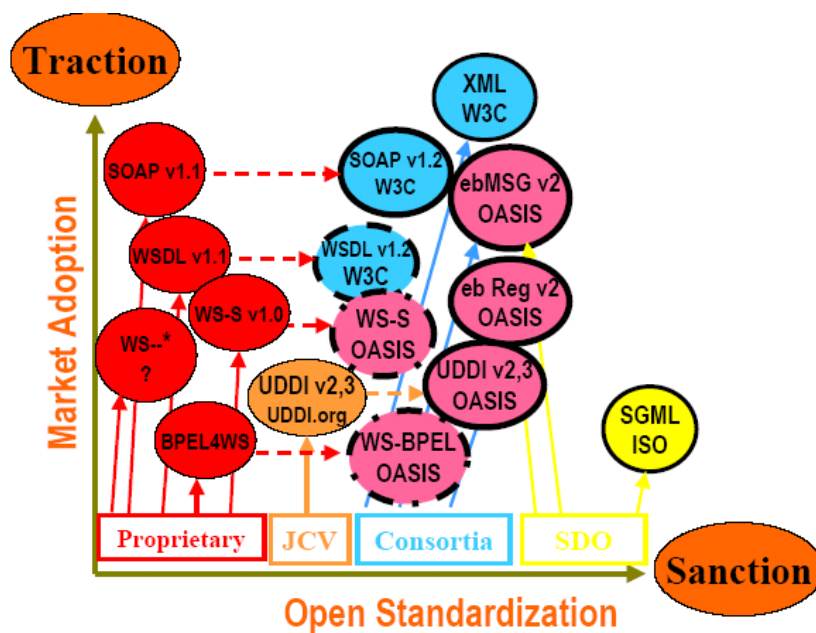 Traction
XML
W3C
SOAP v1.1
SOAP v1.2
W3C
ebMSG v2
OASIS
WSDL v1.1
WSDL v1.2
W3C
WS-S v1.0
WS-S
OASIS
eb Reg v2
OASIS
WS--*
?
UDDI v2,3
UDDI.org
UDDI v2,3
OASIS
SGML
ISO
BPEL4WS
WS-BPEL
OASIS
Market Adoption
Proprietary
JCV
Consortia
SDO
Sanction
Open Standardization